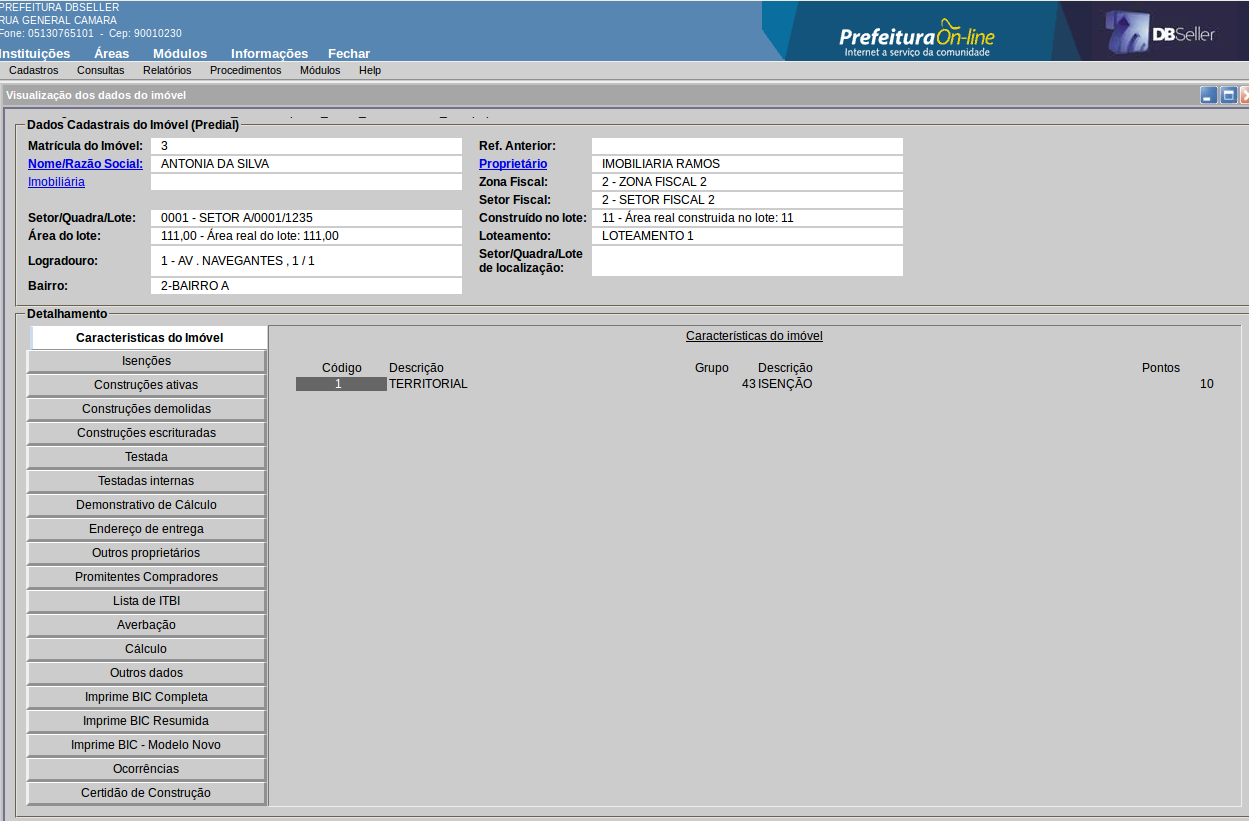 PREFEITURA DBSELLER
RUA GENERAL CAMARA
Fone: 05130765101 - Cep: 90010230
Instituições Áreas Módulos Informações Fechar
PrefeituraOn-line
Internet a serviço da comunidade
DBSeller
Cadastros Consultas Relatórios Procedimentos Módulos Help
Visualização dos dados do imóvel
Dados Cadastrais do Imóvel (Predial)
Matrícula do Imóvel: 3 Ref. Anterior:
Nome/Razão Social: ANTONIA DA SILVA Proprietário IMOBILIARIA RAMOS
Imobiliária Zona Fiscal: 2 - ZONA FISCAL 2
Setor Fiscal: 2 - SETOR FISCAL 2
Setor/Quadra/Lote: 0001 - SETOR A/0001/1235 Construído no lote: 11 - Área real construida no lote: 11
Área do lote: 111,00 - Área real do lote: 111,00 Loteamento: LOTEAMENTO 1
Logradouro: 1 - AV . NAVEGANTES , 1 / 1 Setor/Quadra/Lote
de localização:
Bairro: 2-BAIRRO A
Detalhamento
Caracteristicas do Imóvel
Isenções
Construções ativas
Construções demolidas
Construções escrituradas
Testada
Testadas internas
Demonstrativo de Cálculo
Endereço de entrega
Outros proprietários
Promitentes Compradores
Lista de ITBI
Averbação
Cálculo
Outros dados
Imprime BIC Completa
Imprime BIC Resumida
Imprime BIC - Modelo Novo
Ocorrências
Certidão de Construção
Características do imóvel
Código Descrição Grupo Descrição Pontos
1 TERRITORIAL 43 ISENÇÃO 10